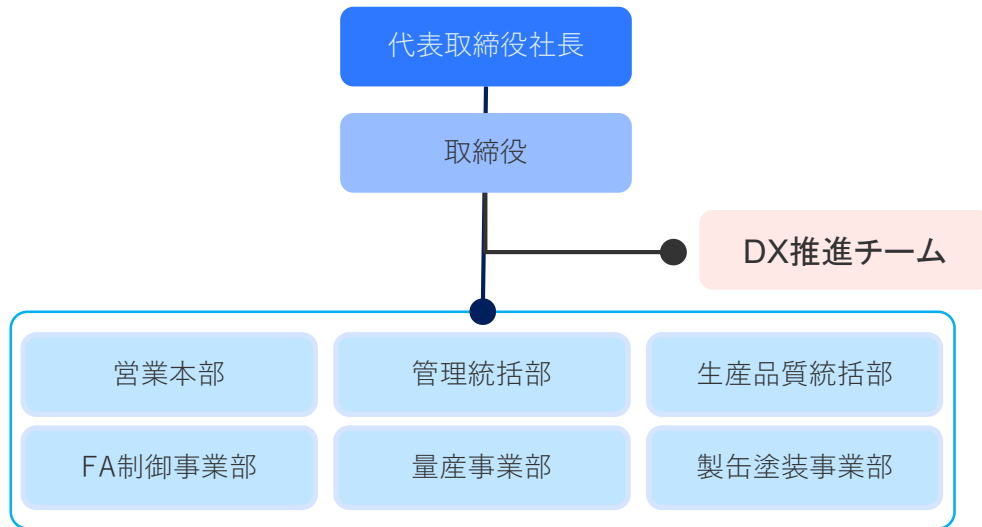 代表取締役社長
取締役
DX推進チーム
営業本部
管理統括部
生産品質統括部
FA制御事業部
量産事業部
製缶塗装事業部